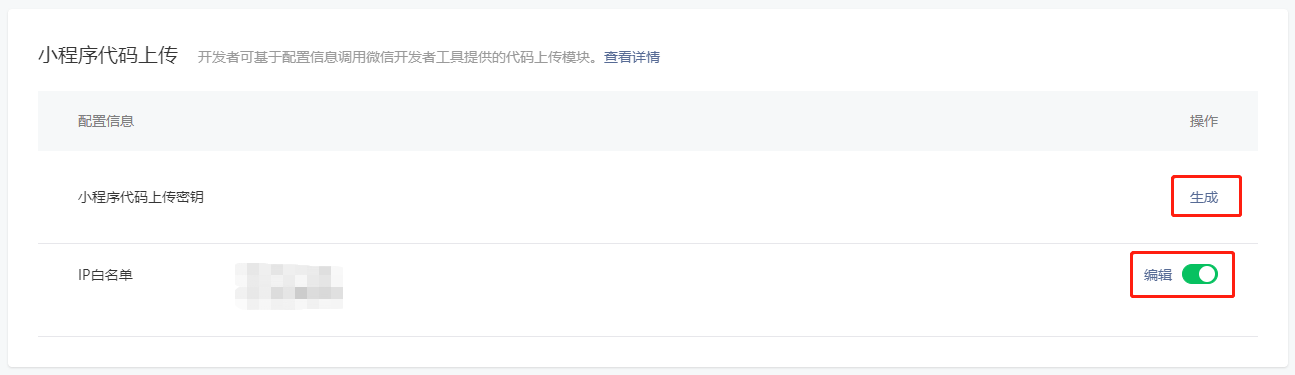 小程序代码上传 开发者可基于配置信息调用微信开发者工具提供的代码上传模块。查看详情
配置信息 操作
小程序代码上传密钥 生成
IP白名单 编辑